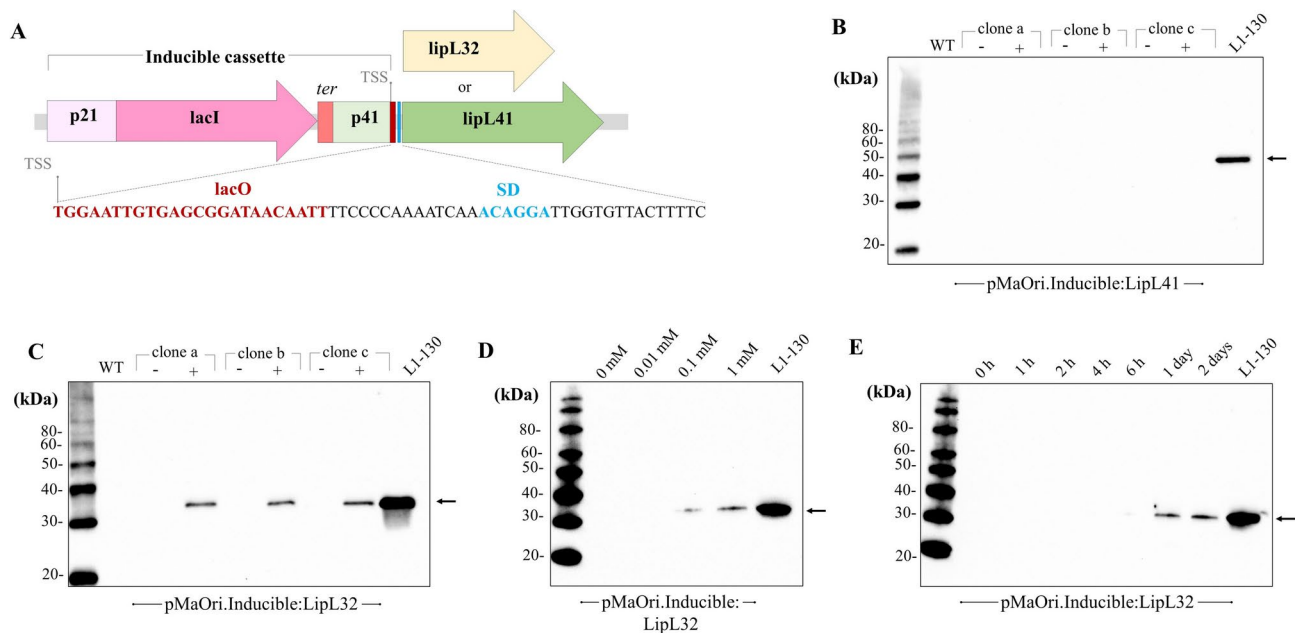 A
Inducible cassette
lipL32
TSS
or
ter
p21
lacI
p41
lipL41
TSS
lacO
SD
TGGAATTGTGAGCGGATAACAATTTTCCCCAAAATCAAACAGGATTGGTGTTACTTTTC
B
WT
clone a
clone b
clone c
L1-130
- + - + - +
(kDa)
80-
60-
50-
40-
30-
20-
pMaOri.Inducible:LipL41
C
WT
clone a
clone b
clone c
L1-130
- + - + - +
(kDa)
80-
60-
50-
40-
30-
20-
pMaOri.Inducible:LipL32
D
0 mM
0.01 mM
0.1 mM
1 mM
L1-130
(kDa)
80-
60-
50-
40-
30-
20-
pMaOri.Inducible:
LipL32
E
0 h
1 h
2 h
4 h
6 h
1 day
2 days
L1-130
(kDa)
80-
60-
50-
40-
30-
20-
pMaOri.Inducible:LipL32